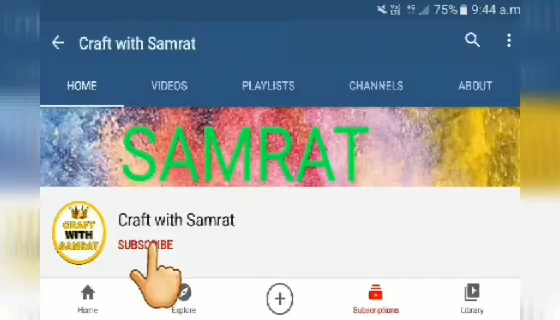 75% 9:44 a.m
Craft with Samrat
HOME VIDEOS PLAYLISTS CHANNELS ABOUT
SAMRAT
CRAFT
WITH
SAMRAT
Craft with Samrat
SUBSCRIBE
Home Explore Subscriptions Library